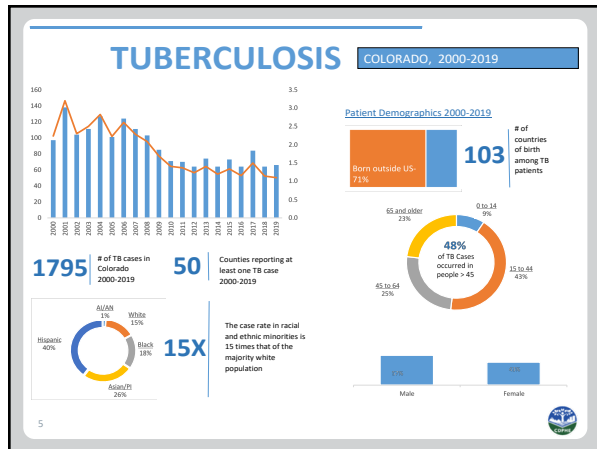 TUBERCULOSIS
COLORADO, 2000-2019
160
140
120
100
80
60
40
20
0
3.5
3.0
2.5
2.0
1.5
1.0
0.5
0.0
2000
2001
2002
2003
2004
2005
2006
2007
2008
2009
2010
2011
2012
2013
2014
2015
2016
2017
2018
2019
1795
# of TB cases in
Colorado
2000-2019
50
Counties reporting at
least one TB case
2000-2019
AI/AN
1%
White
15%
Black
18%
Asian/PI
26%
Hispanic
40%
15X
The case rate in racial
and ethnic minorities is
15 times that of the
majority white
population
Patient Demographics 2000-2019
Born outside US-
71%
103
# of
countries
of birth
among TB
patients
0 to 14
9%
15 to 44
43%
45 to 64
25%
65 and older
23%
48%
of TB Cases
occurred in
people > 45
Male
Female
5
CDPHE